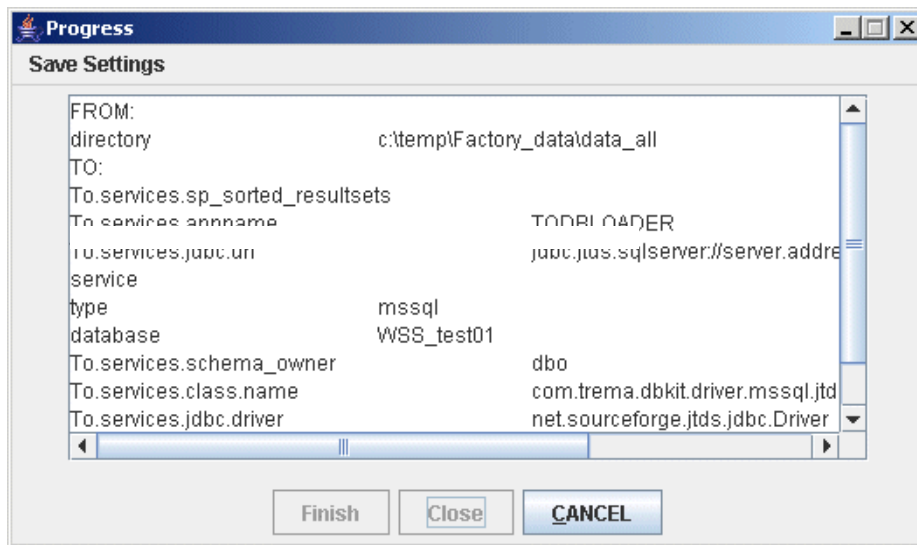 Progress
Save Settings
FROM:
directory c:\temp\Factory_data\data_all
TO:
To.services.sp_sorted_resultsets
To.services.appname TODBLOADER
To.services.jdbc.url jdbc:jtds:sqlserver://server.addre
service
type mssql
database WSS_test01
To.services.schema_owner dbo
To.services.class.name com.trema.dbkit.driver.mssql.jtd
To.services.jdbc.driver net.sourceforge.jtds.jdbc.Driver
Finish Close CANCEL